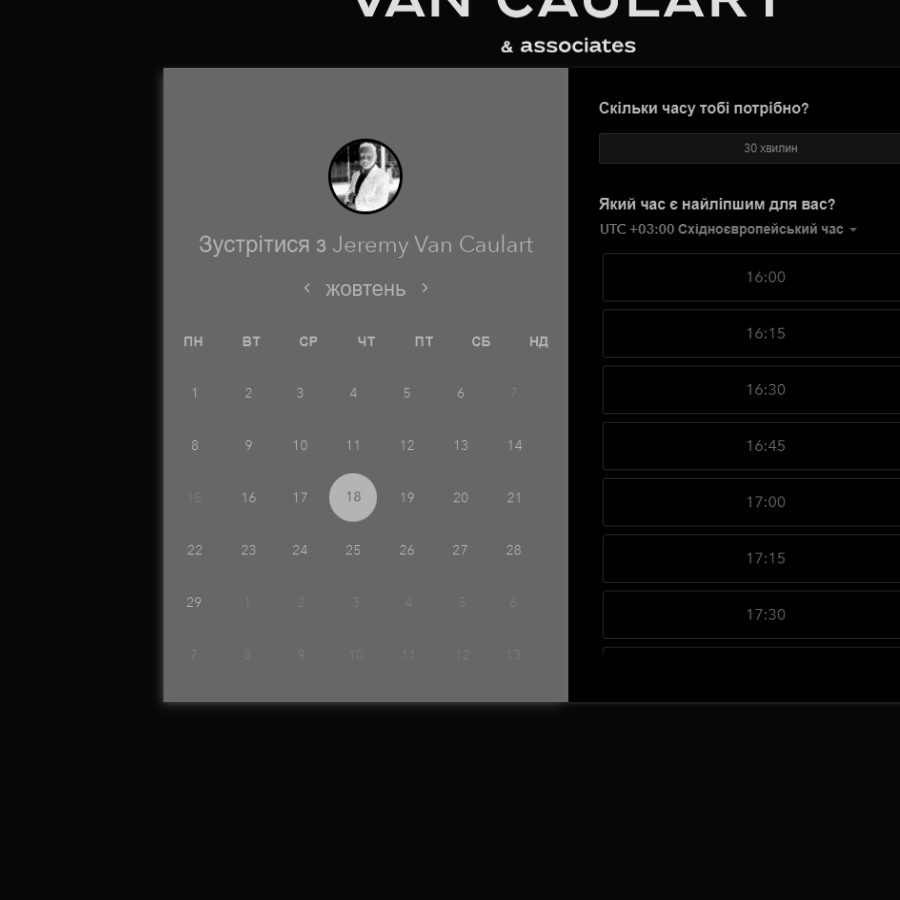 VAN CAULART
& associates
Зустрітися з Jeremy Van Caulart
жовтень
ПН ВТ СР ЧТ ПТ СБ НД
1 2 3 4 5 6 7
8 9 10 11 12 13 14
15 16 17 18 19 20 21
22 23 24 25 26 27 28
29 1 2 3 4 5 6
7 8 9 10 11 12 13
Скільки часу тобі потрібно?
30 хвилин
Який час є найліпшим для вас?
UTC +03:00 Східноєвропейський час
16:00
16:15
16:30
16:45
17:00
17:15
17:30